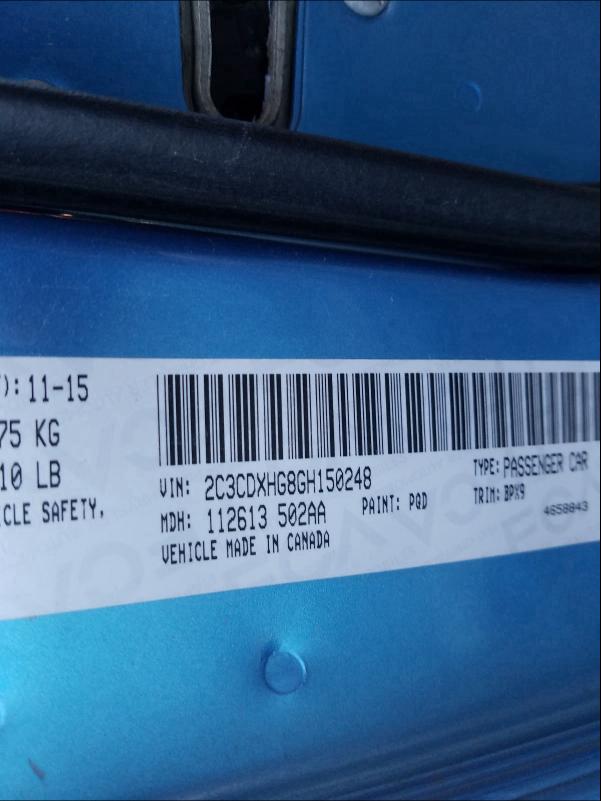 ): 11-15
75 KG
10 LB
CLE SAFETY,
VIN: 2C3CDXHG8GH150248
TYPE: PASSENGER CAR
MDH: 112613 502AA
PAINT: PQD
TRIM: BPX9
4658843
VEHICLE MADE IN CANADA